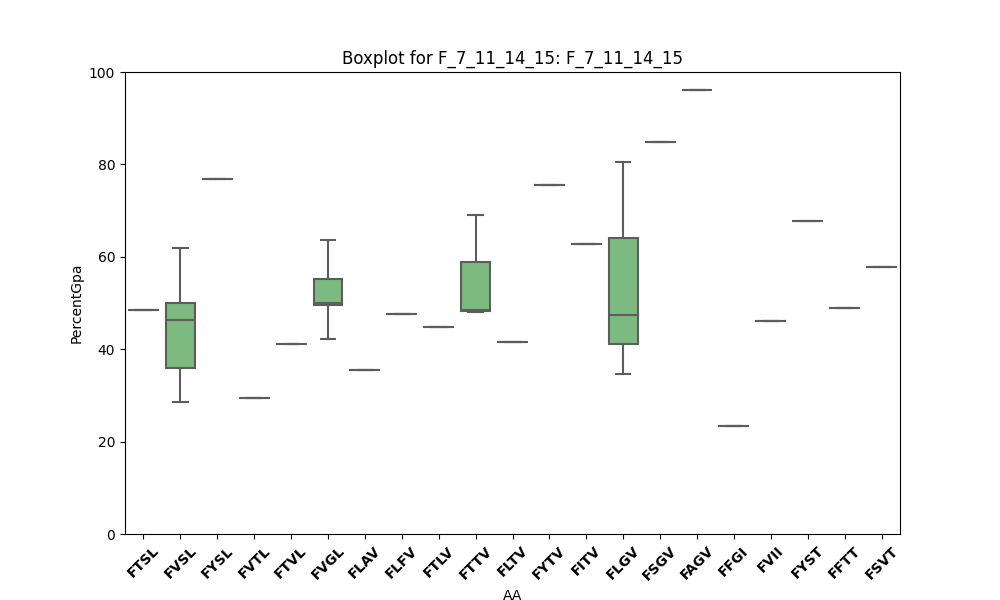 Boxplot for F_7_11_14_15: F_7_11_14_15
100
80
60
40
20
0
PercentGpa
FTSL FVSL FYSL FVTL FTVL FVGL FLAV FLFV FTLV FTTV FLTV FYTV FITV FLGV FSGV FAGV FFGI FVII FYST FFTT FSVT
AA